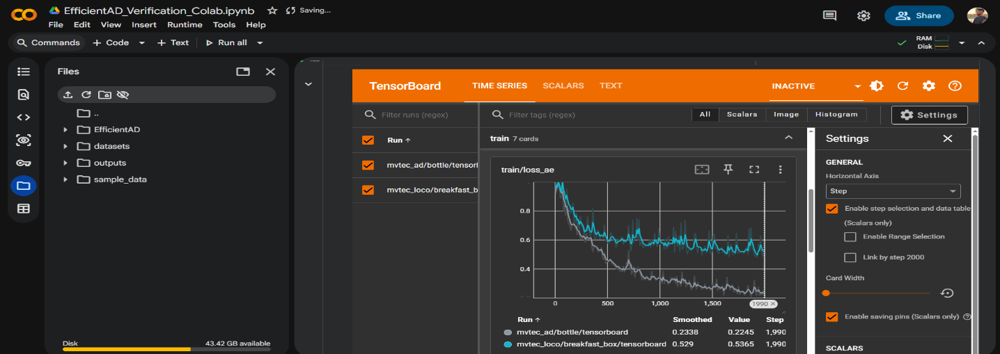 EfficientAD_Verification_Colab.ipynb Saving...
File Edit View Insert Runtime Tools Help
Share
Commands + Code + Text Run all
RAM
Disk
Files
..
EfficientAD
datasets
outputs
sample_data
Disk 43.42 GB available
TensorBoard TIME SERIES SCALARS TEXT INACTIVE
Filter runs (regex)
Run ↑
mvtec_ad/bottle/tensorl
mvtec_loco/breakfast_b
Filter tags (regex) All Scalars Image Histogram Settings
train 7 cards
train/loss_ae
0.8
0.6
0.4
0 500 1,000 1,500 1990 ×
Run ↑ Smoothed Value Step
mvtec_ad/bottle/tensorboard 0.2338 0.2245 1,990
mvtec_loco/breakfast_box/tensorboard 0.529 0.5365 1,990
Settings
GENERAL
Horizontal Axis
Step
Enable step selection and data table
(Scalars only)
Enable Range Selection
Link by step 2000
Card Width
Enable saving pins (Scalars only)
SCALARS